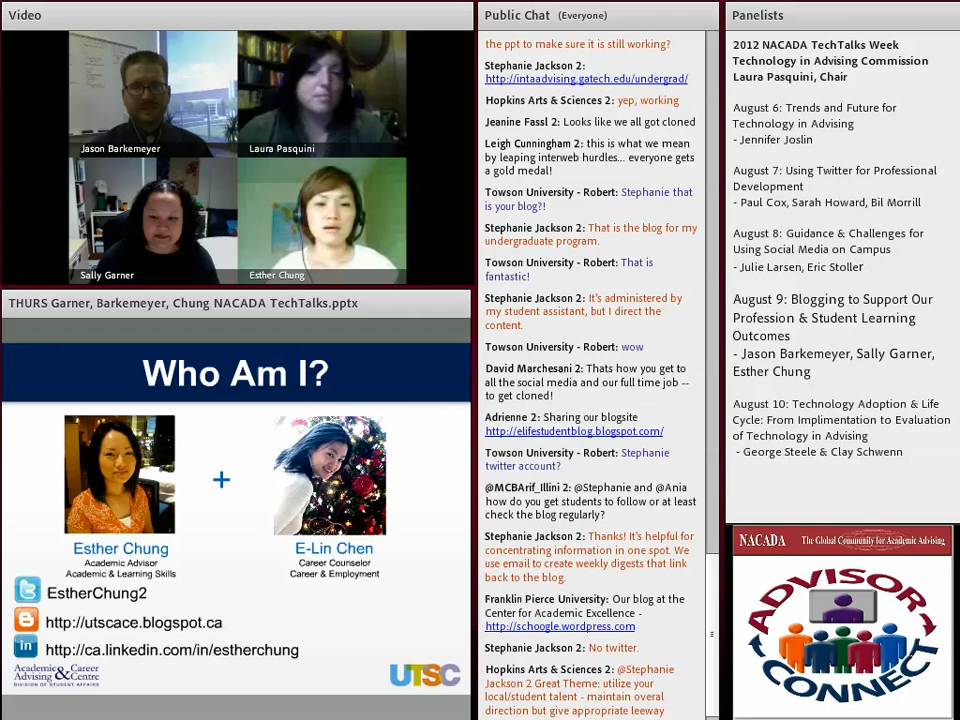 Video
Jason Barkemeyer
Laura Pasquini
Sally Garner
Esther Chung
THURS Garner, Barkemeyer, Chung NACADA TechTalks.pptx
Who Am I?
+
Esther Chung
Academic Advisor
Academic & Learning Skills
E-Lin Chen
Career Counselor
Career & Employment
EstherChung2
http://utscace.blogspot.ca
http://ca.linkedin.com/in/estherchung
Academic & Career
Advising & Centre
DIVISION OF STUDENT AFFAIRS
UTSC
Public Chat (Everyone)
the ppt to make sure it is still working?
Stephanie Jackson 2:
http://intaadvising.gatech.edu/undergrad/
Hopkins Arts & Sciences 2: yep, working
Jeanine Fassl 2: Looks like we all got cloned
Leigh Cunningham 2: this is what we mean
by leaping interweb hurdles... everyone gets
a gold medal!
Towson University - Robert: Stephanie that
is your blog?!
Stephanie Jackson 2: That is the blog for my
undergraduate program.
Towson University - Robert: That is
fantastic!
Stephanie Jackson 2: It's administered by
my student assistant, but I direct the
content.
Towson University - Robert: wow
David Marchesani 2: Thats how you get to
all the social media and our full time job --
to get cloned!
Adrienne 2: Sharing our blogsite
http://elifestudentblog.blogspot.com/
Towson University - Robert: Stephanie
twitter account?
@MCBArif_Illini 2: @Stephanie and @Ania
how do you get students to follow or at least
check the blog regularly?
Stephanie Jackson 2: Thanks! It's helpful for
concentrating information in one spot. We
use email to create weekly digests that link
back to the blog.
Franklin Pierce University: Our blog at the
Center for Academic Excellence -
http://schoogle.wordpress.com
Stephanie Jackson 2: No twitter.
Hopkins Arts & Sciences 2: @Stephanie
Jackson 2 Great Theme: utilize your
local/student talent - maintain overal
direction but give appropriate leeway
Panelists
2012 NACADA TechTalks Week
Technology in Advising Commission
Laura Pasquini, Chair
August 6: Trends and Future for
Technology in Advising
- Jennifer Joslin
August 7: Using Twitter for Professional
Development
- Paul Cox, Sarah Howard, Bil Morrill
August 8: Guidance & Challenges for
Using Social Media on Campus
- Julie Larsen, Eric Stoller
August 9: Blogging to Support Our
Profession & Student Learning
Outcomes
- Jason Barkemeyer, Sally Garner,
Esther Chung
August 10: Technology Adoption & Life
Cycle: From Implimentation to Evaluation
of Technology in Advising
- George Steele & Clay Schwenn
NACADA The Global Community for Academic Advising
ADVISOR
CONNECT